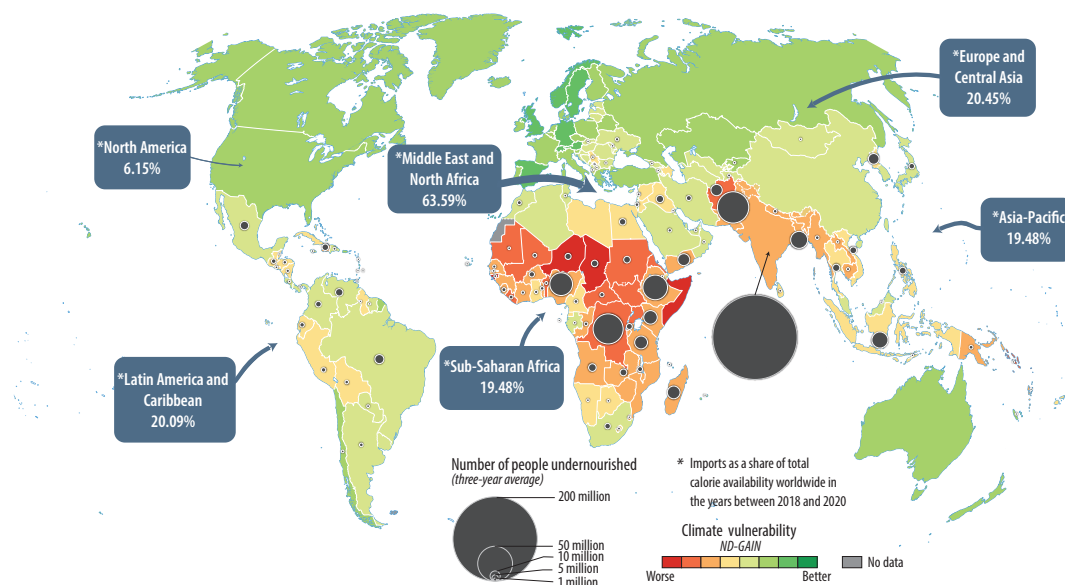 *Europe and
Central Asia
20.45%
*North America
6.15%
*Middle East and
North Africa
63.59%
*Asia-Pacific
19.48%
*Sub-Saharan Africa
19.48%
*Latin America and
Caribbean
20.09%
Number of people undernourished
(three-year average)
200 million
50 million
10 million
5 million
1 million
* Imports as a share of total
calorie availability worldwide in
the years between 2018 and 2020
Climate vulnerability
ND-GAIN
No data
Worse
Better